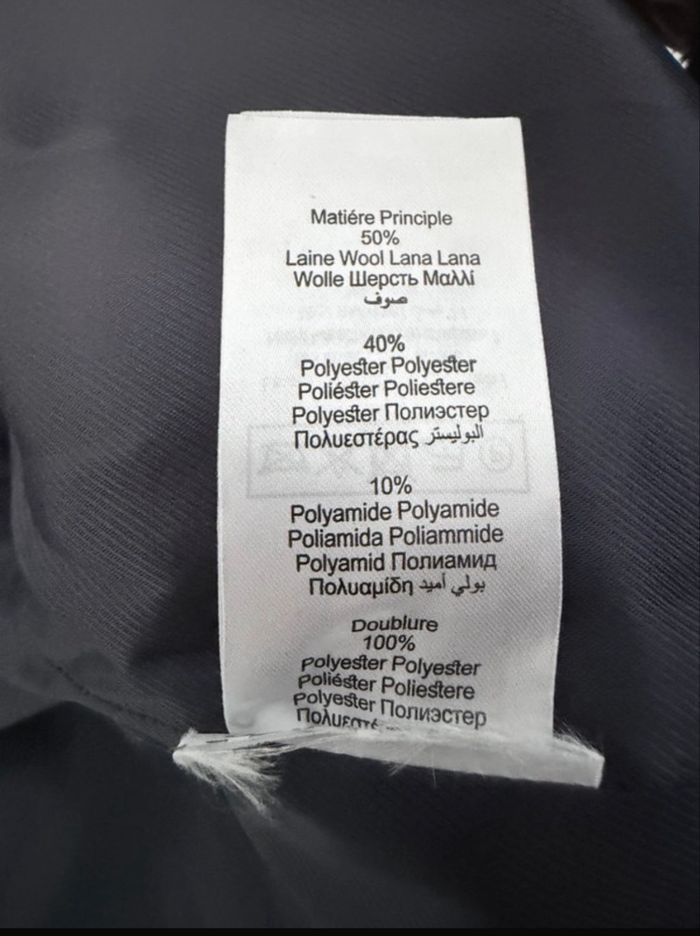 Matiére Principle
50%
Laine Wool Lana Lana
Wolle Шерсть Μαλλί
صوف
40%
Polyester Polyester
Poliéster Poliestere
Polyester Полиэстер
Πολυεστέρας البوليستر
10%
Polyamide Polyamide
Poliamida Poliammide
Polyamid Полиамид
Πολυαμίδη بولي أميد
Doublure
100%
Polyester Polyester
Poliéster Poliestere
Polyester Полиэстер